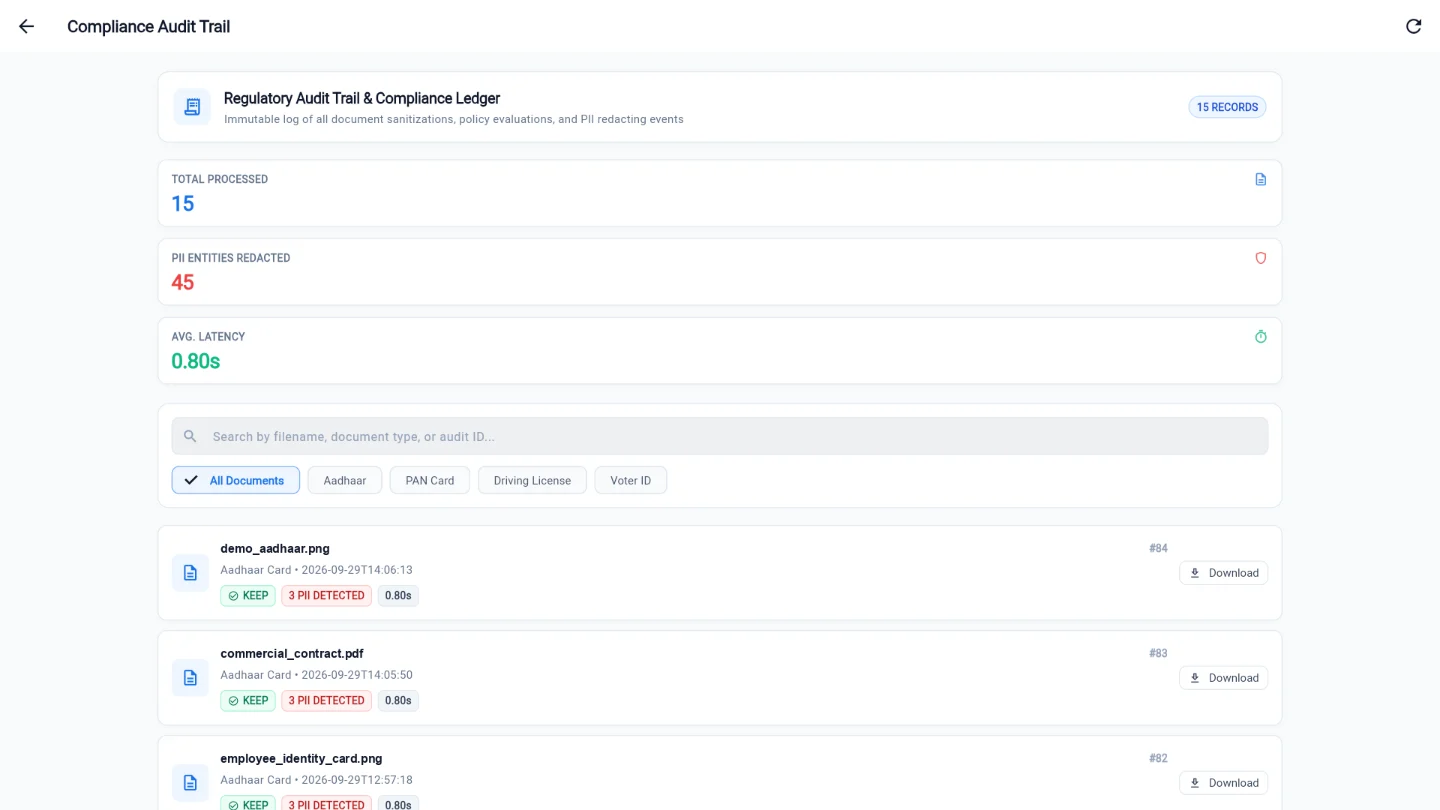 Compliance Audit Trail
Regulatory Audit Trail & Compliance Ledger
Immutable log of all document sanitizations, policy evaluations, and PII redacting events
15 RECORDS
TOTAL PROCESSED
15
PII ENTITIES REDACTED
45
AVG. LATENCY
0.80s
Search by filename, document type, or audit ID...
All Documents
Aadhaar
PAN Card
Driving License
Voter ID
demo_aadhaar.png
#84
Aadhaar Card • 2026-09-29T14:06:13
Download
KEEP
3 PII DETECTED
0.80s
commercial_contract.pdf
#83
Aadhaar Card • 2026-09-29T14:05:50
Download
KEEP
3 PII DETECTED
0.80s
employee_identity_card.png
#82
Aadhaar Card • 2026-09-29T12:57:18
Download
KEEP
3 PII DETECTED
0.80s